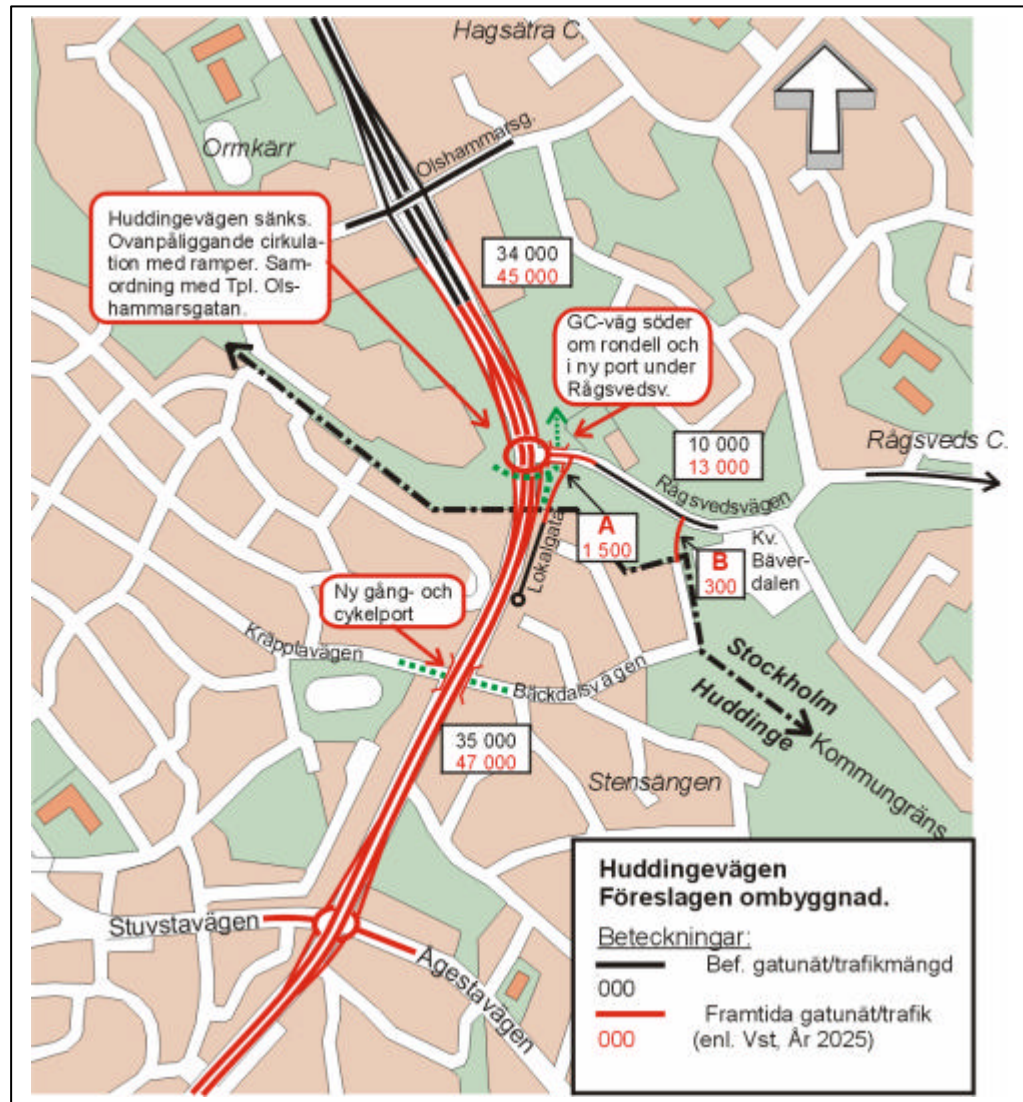 Hagsätra C.
Ormkärr
Olshammarsg.
Huddingevägen sänks.
Ovanpåliggande cirkula-
tion med ramper. Sam-
ordning med Tpl. Ols-
hammarsgatan.
34 000
45 000
GC-väg söder
om rondell och
i ny port under
Rågsvedsv.
10 000
13 000
Rågsveds C.
Rågsvedsvägen
A
1 500
B
300
Kv.
Bäver-
dalen
Lokalgata
Ny gång- och
cykelport
Kräpplavägen
Bäckdalsvägen
Stockholm
Huddinge
Kommungräns
35 000
47 000
Stensängen
Stuvstavägen
Ågestavägen
Huddingevägen
Föreslagen ombyggnad.
Beteckningar:
Bef. gatunät/trafikmängd
000
Framtida gatunät/trafik
000 (enl. Vst, År 2025)